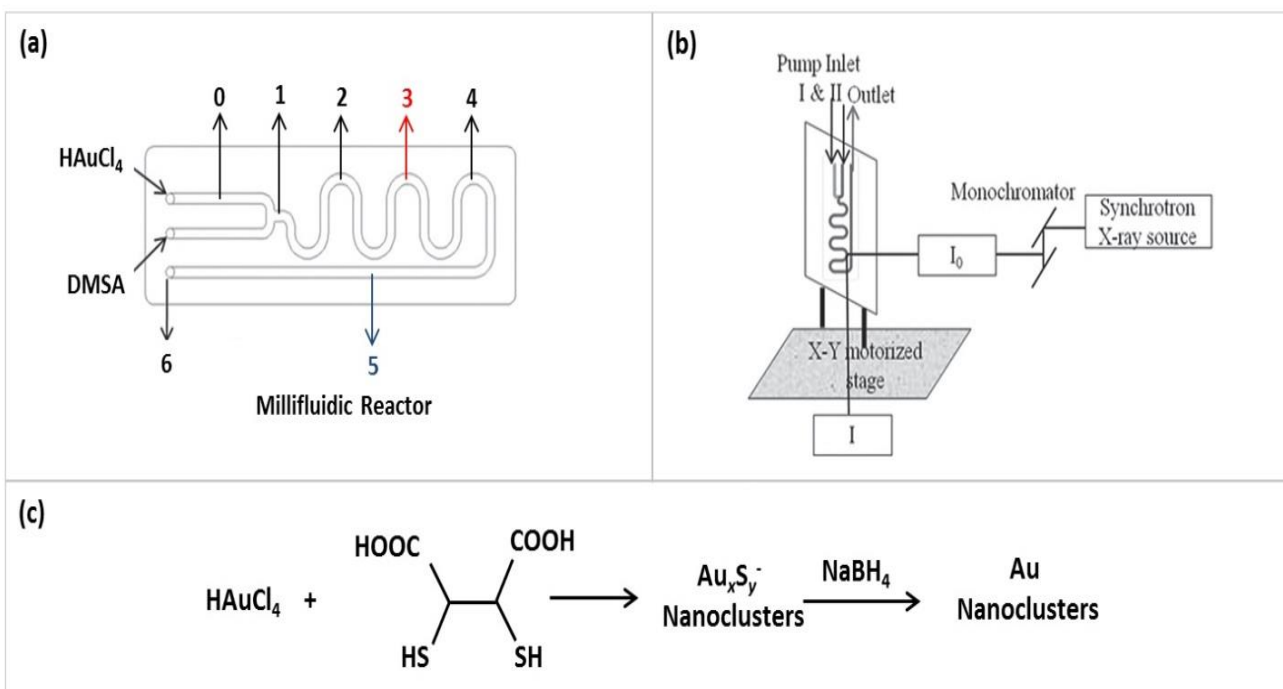 (a)
0 1 2 3 4
HAuCl₄
DMSA
6
5
Millifluidic Reactor
(b)
Pump Inlet
I & II Outlet
Monochromator
Synchrotron
X-ray source
I₀
X-Y motorized
stage
I
(c)
HOOC COOH
HAuCl₄ +
HS SH
AuₓSᵧ⁻
Nanoclusters
NaBH₄
Au
Nanoclusters